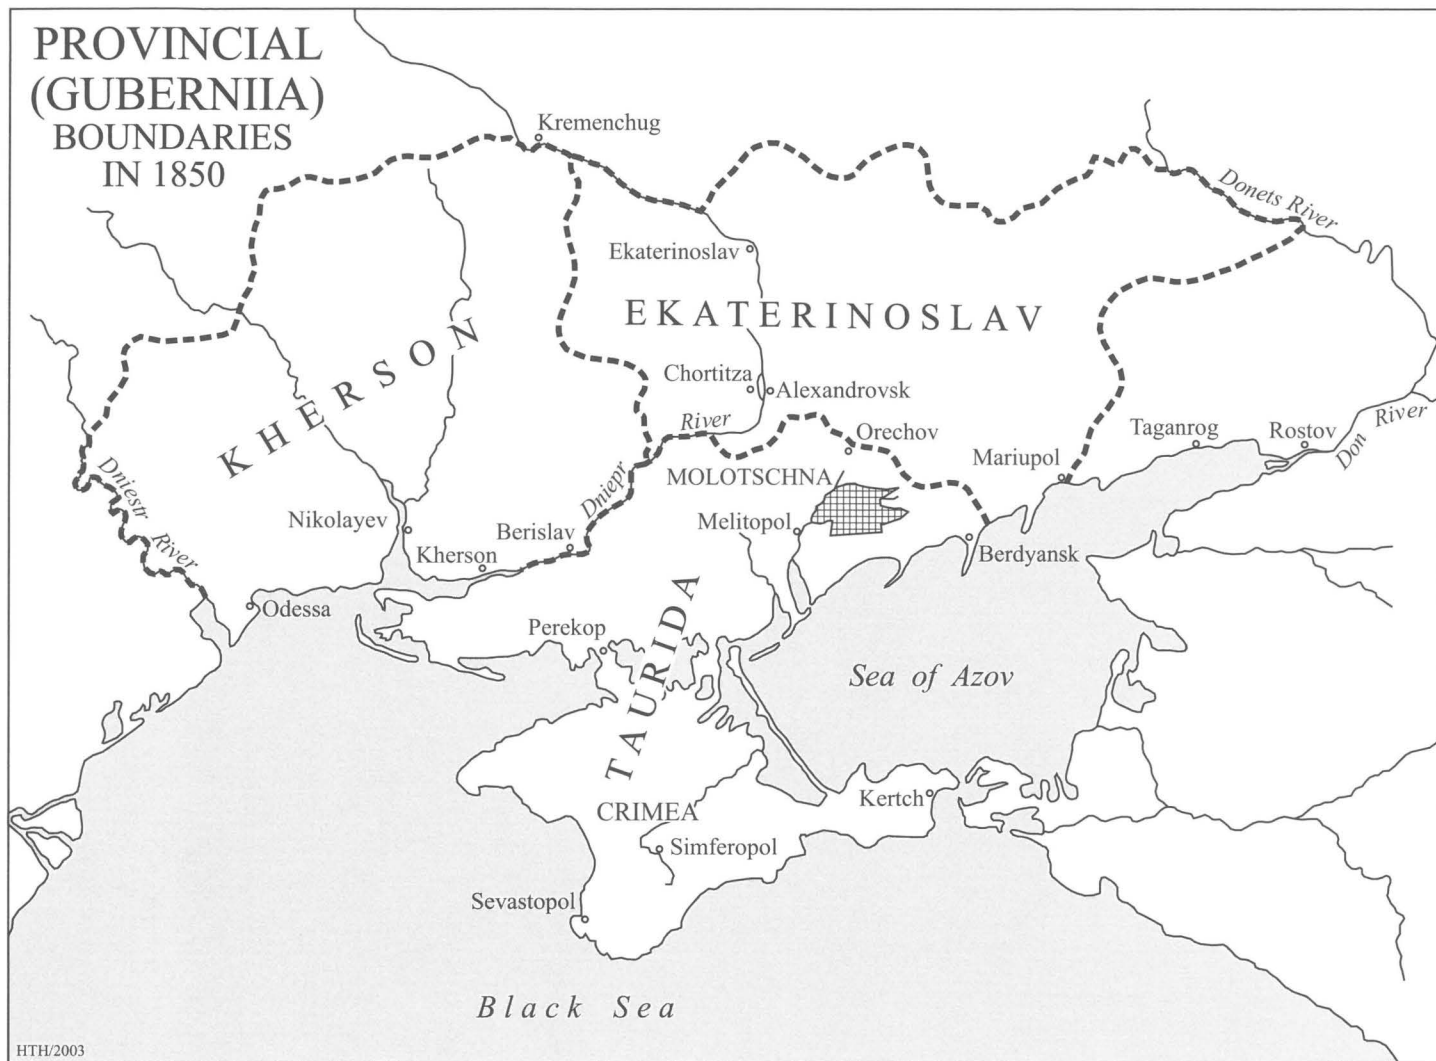 PROVINCIAL
(GUBERNIIA)
BOUNDARIES
IN 1850
Kremenchug
Donets River
Ekaterinoslav
EKATERINOSLAV
KHERSON
Chortitza
Alexandrovsk
River
Orechov
Taganrog
Rostov
Don River
Mariupol
MOLOTSCHNA
Dniestr River
Dniepr
Nikolayev
Melitopol
Berislav
Kherson
Berdyansk
Odessa
Perekop
TAURIDA
Sea of Azov
Kertch
CRIMEA
Simferopol
Sevastopol
Black Sea
HTH/2003